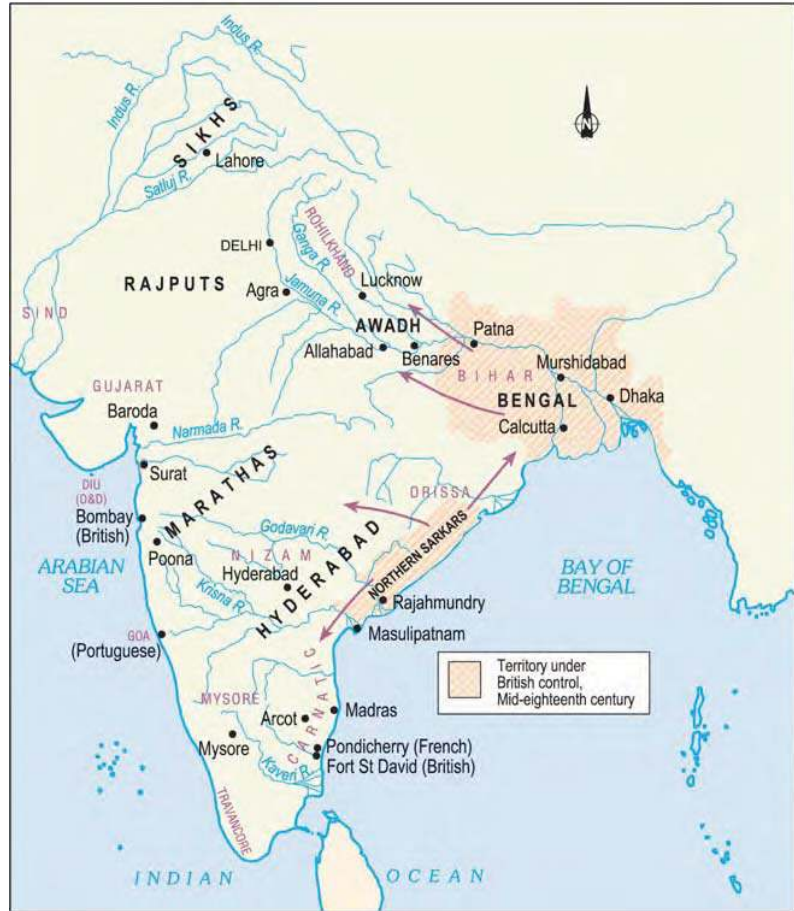 Indus R.
Indus R.
N
SIKHS
Lahore
Satluj R.
DELHI
ROHILKHAND
Ganga R.
RAJPUTS
Lucknow
Agra
Jamuna R.
SIND
AWADH
Patna
Allahabad
Benares
Murshidabad
BIHAR
GUJARAT
BENGAL
Dhaka
Baroda
Calcutta
Narmada R.
Surat
DIU
(O&D)
MARATHAS
ORISSA
Bombay
(British)
Godavari R.
NORTHERN SARKARS
Poona
NIZAM
HYDERABAD
ARABIAN
SEA
Hyderabad
BAY OF
BENGAL
Krisna R.
Rajahmundry
GOA
(Portuguese)
Masulipatnam
Territory under
British control,
Mid-eighteenth century
CARNATIC
MYSORE
Arcot
Madras
Mysore
Pondicherry (French)
Fort St David (British)
Kaveri R.
TRAVANCORE
INDIAN OCEAN